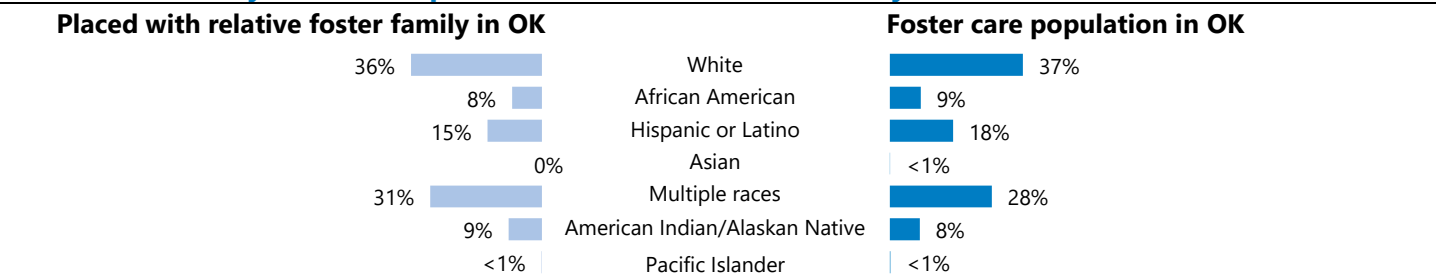 Placed with relative foster family in OK Foster care population in OK
36% White 37%
8% African American 9%
15% Hispanic or Latino 18%
0% Asian <1%
31% Multiple races 28%
9% American Indian/Alaskan Native 8%
<1% Pacific Islander <1%